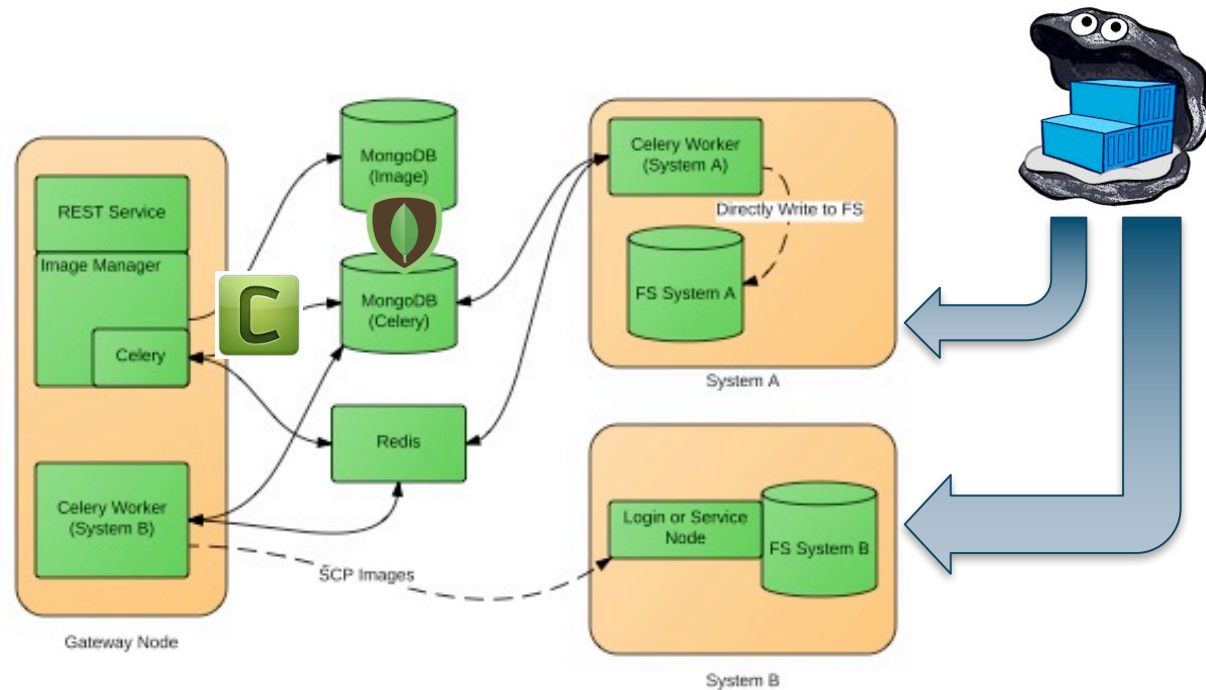 REST Service
Image Manager
Celery
Celery Worker
(System B)
Gateway Node
MongoDB
(Image)
C
MongoDB
(Celery)
Redis
SCP Images
Celery Worker
(System A)
Directly Write to FS
FS System A
System A
Login or Service
Node
FS System B
System B